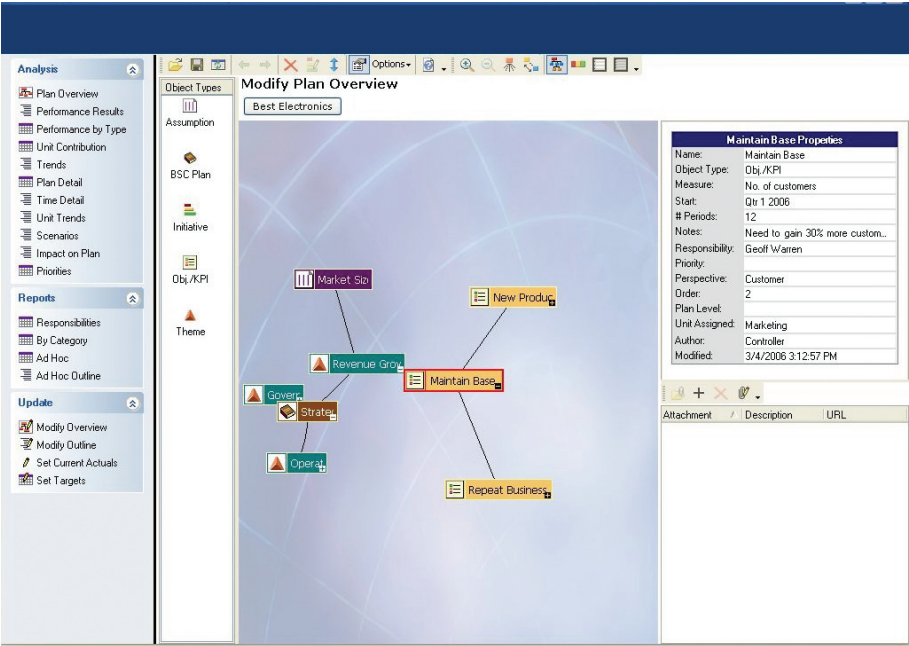 Analysis
Plan Overview
Performance Results
Performance by Type
Unit Contribution
Trends
Plan Detail
Time Detail
Unit Trends
Scenarios
Impact on Plan
Priorities
Reports
Responsibilities
By Category
Ad Hoc
Ad Hoc Outline
Update
Modify Overview
Modify Outline
Set Current Actuals
Set Targets
Options
Object Types
Assumption
BSC Plan
Initiative
Obj./KPI
Theme
Modify Plan Overview
Best Electronics
Market Siz
New Produc
Revenue Grow
Maintain Base
Govern
Strate
Operat
Repeat Business
Maintain Base Properties
Name: Maintain Base
Object Type: Obj./KPI
Measure: No. of customers
Start: Qtr 1 2006
# Periods: 12
Notes: Need to gain 30% more custom...
Responsibility: Geoff Warren
Priority:
Perspective: Customer
Order: 2
Plan Level:
Unit Assigned: Marketing
Author: Controller
Modified: 3/4/2006 3:12:57 PM
Attachment / Description URL